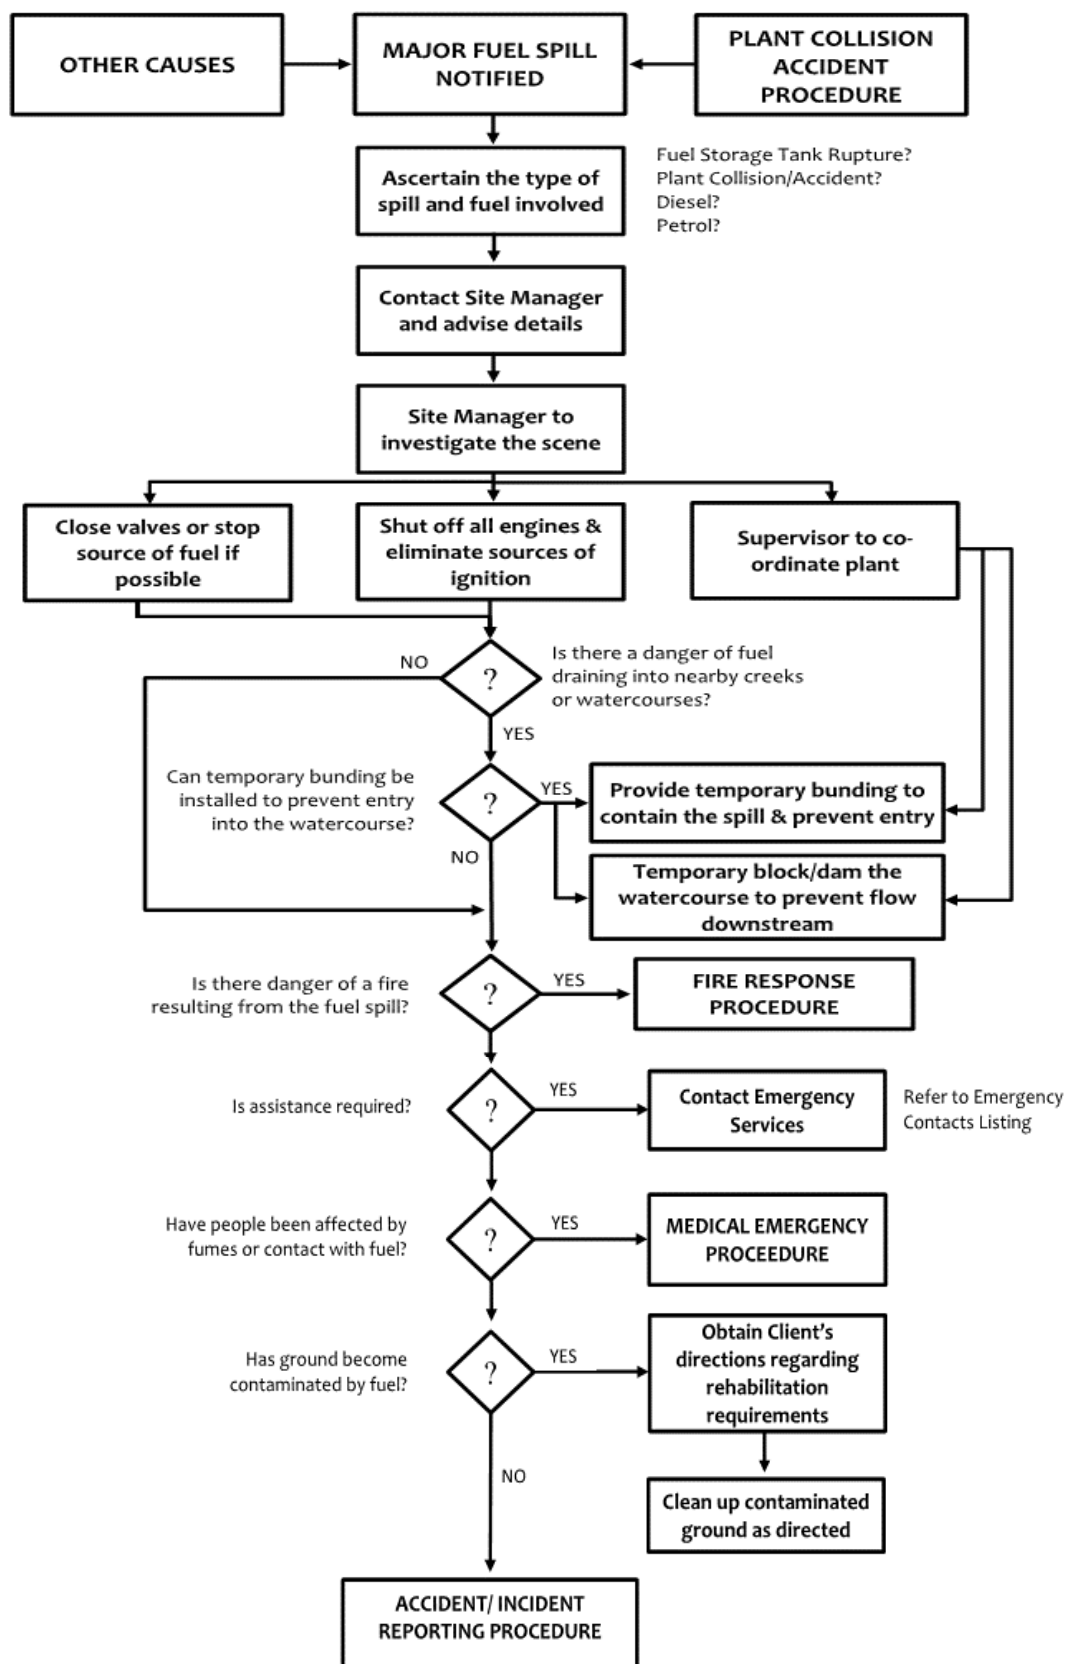 OTHER CAUSES
MAJOR FUEL SPILL
NOTIFIED
PLANT COLLISION
ACCIDENT
PROCEDURE
Ascertain the type of
spill and fuel involved
Fuel Storage Tank Rupture?
Plant Collision/Accident?
Diesel?
Petrol?
Contact Site Manager
and advise details
Site Manager to
investigate the scene
Close valves or stop
source of fuel if
possible
Shut off all engines &
eliminate sources of
ignition
Supervisor to co-
ordinate plant
NO
?
Is there a danger of fuel
draining into nearby creeks
or watercourses?
YES
Can temporary bunding be
installed to prevent entry
into the watercourse?
?
YES
Provide temporary bunding to
contain the spill & prevent entry
NO
Temporary block/dam the
watercourse to prevent flow
downstream
Is there danger of a fire
resulting from the fuel spill?
?
YES
FIRE RESPONSE
PROCEDURE
Is assistance required?
?
YES
Contact Emergency
Services
Refer to Emergency
Contacts Listing
Have people been affected by
fumes or contact with fuel?
?
YES
MEDICAL EMERGENCY
PROCEEDURE
Has ground become
contaminated by fuel?
?
YES
Obtain Client's
directions regarding
rehabilitation
requirements
NO
Clean up contaminated
ground as directed
ACCIDENT/ INCIDENT
REPORTING PROCEDURE